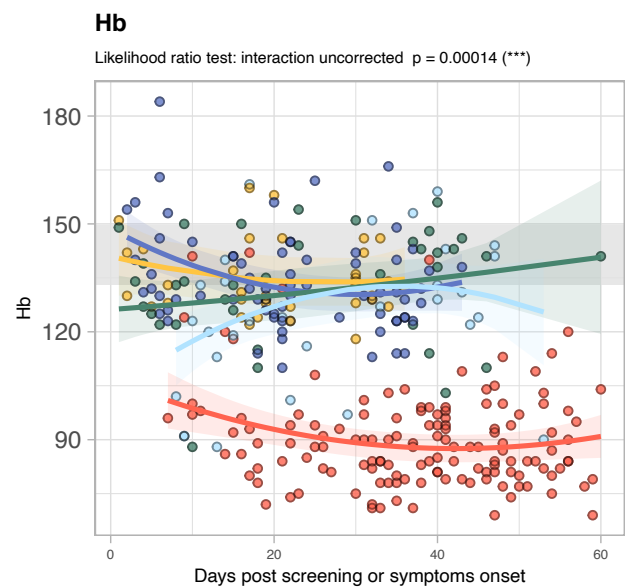 Hb
Likelihood ratio test: interaction uncorrected p = 0.00014 (***)
180
150
120
90
Hb
0 20 40 60
Days post screening or symptoms onset